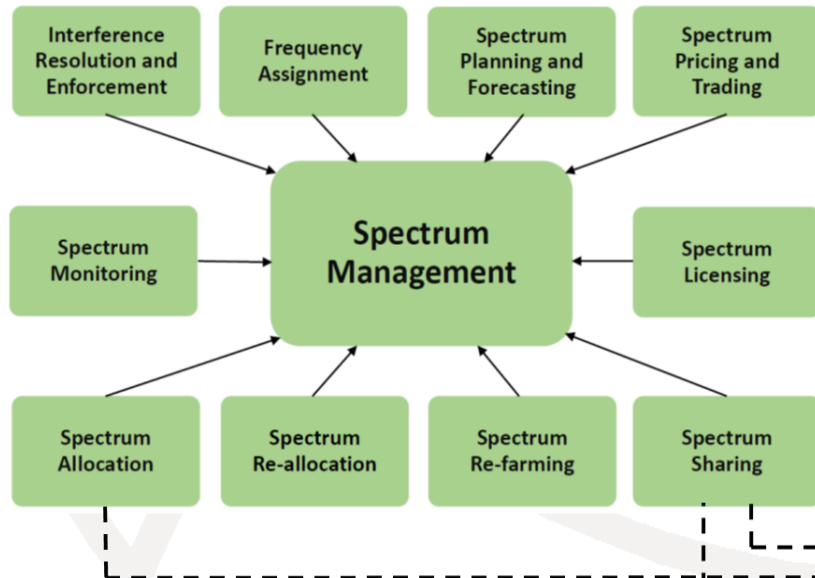 Interference
Resolution and
Enforcement
Frequency
Assignment
Spectrum
Planning and
Forecasting
Spectrum
Pricing and
Trading
Spectrum
Monitoring
Spectrum
Management
Spectrum
Licensing
Spectrum
Allocation
Spectrum
Re-allocation
Spectrum
Re-farming
Spectrum
Sharing